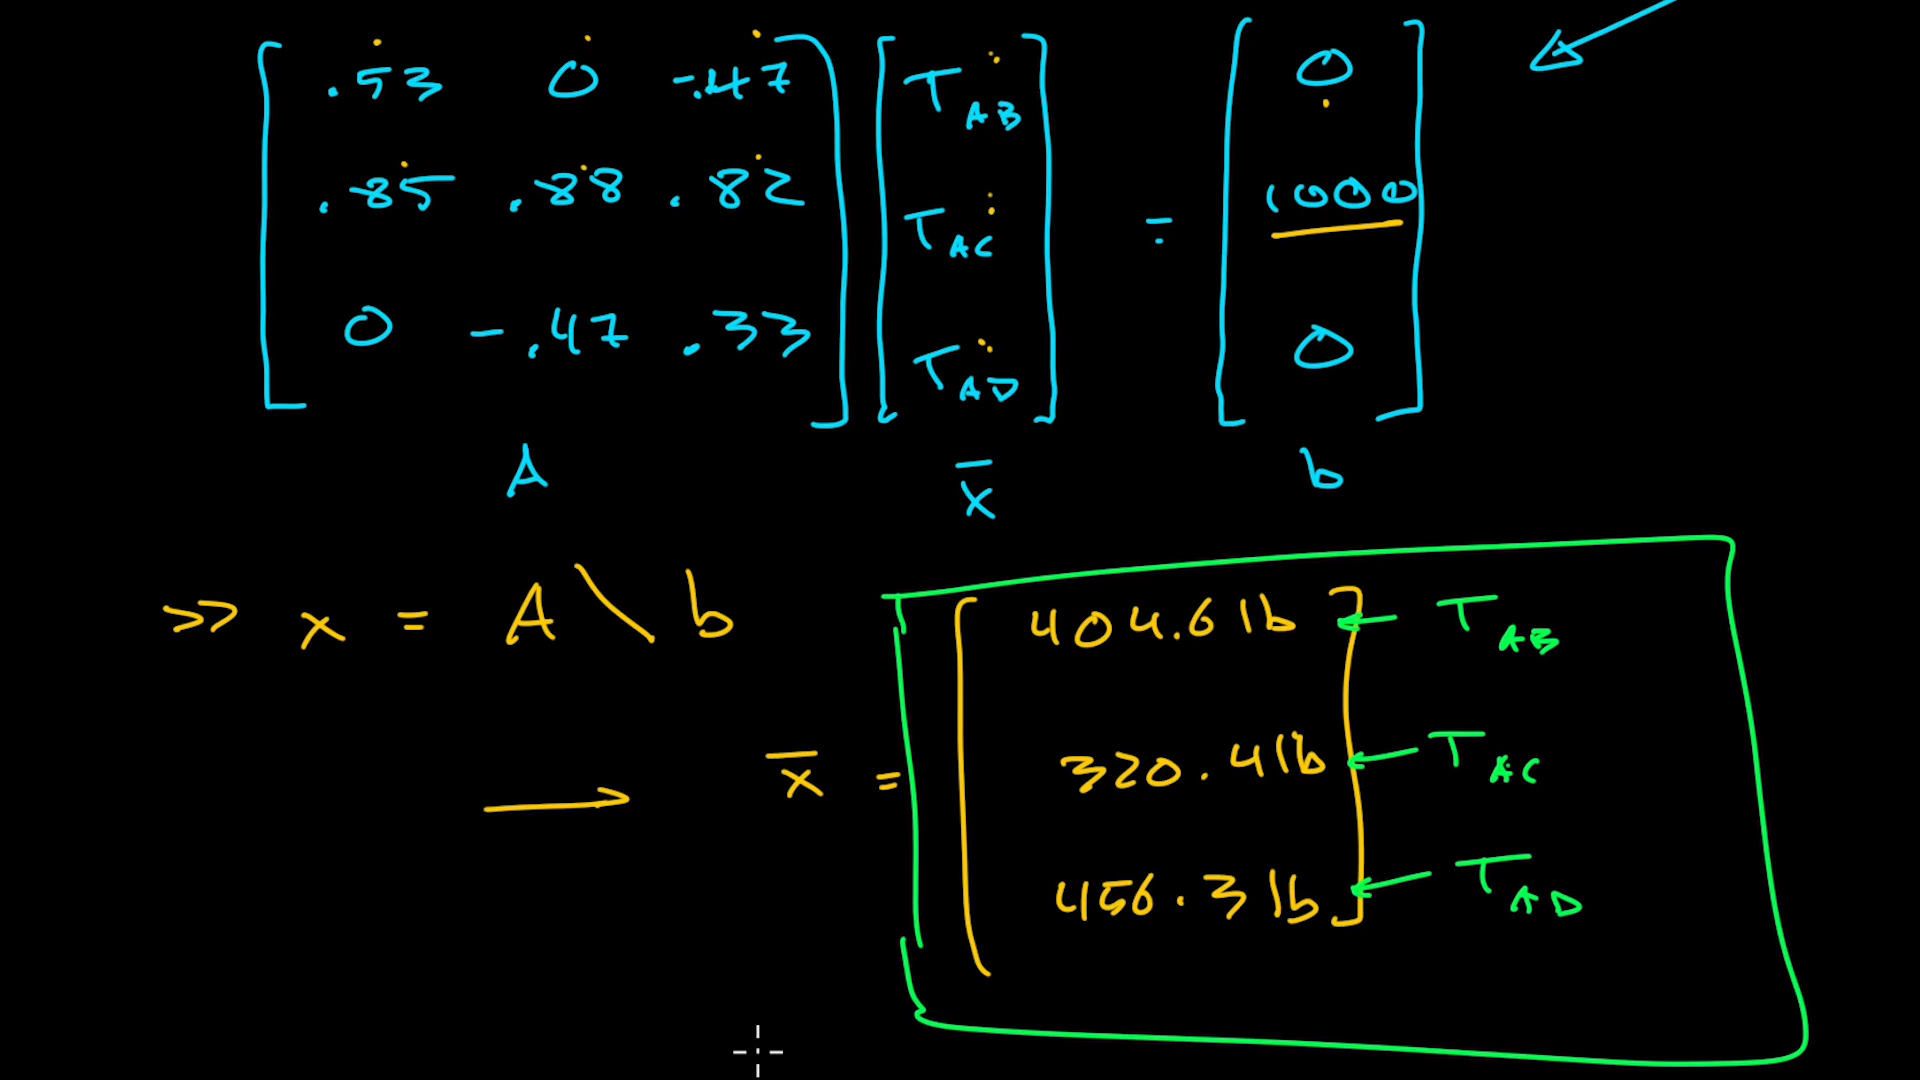 .53 0 -.47 T_AB 0
.85 .88 .82 T_AC = 1000
0 -.47 .33 T_AD 0
A x̄ b
>> x = A \ b
404.6 lb ← T_AB
→ x̄ = 320.4 lb ← T_AC
456.3 lb ← T_AD